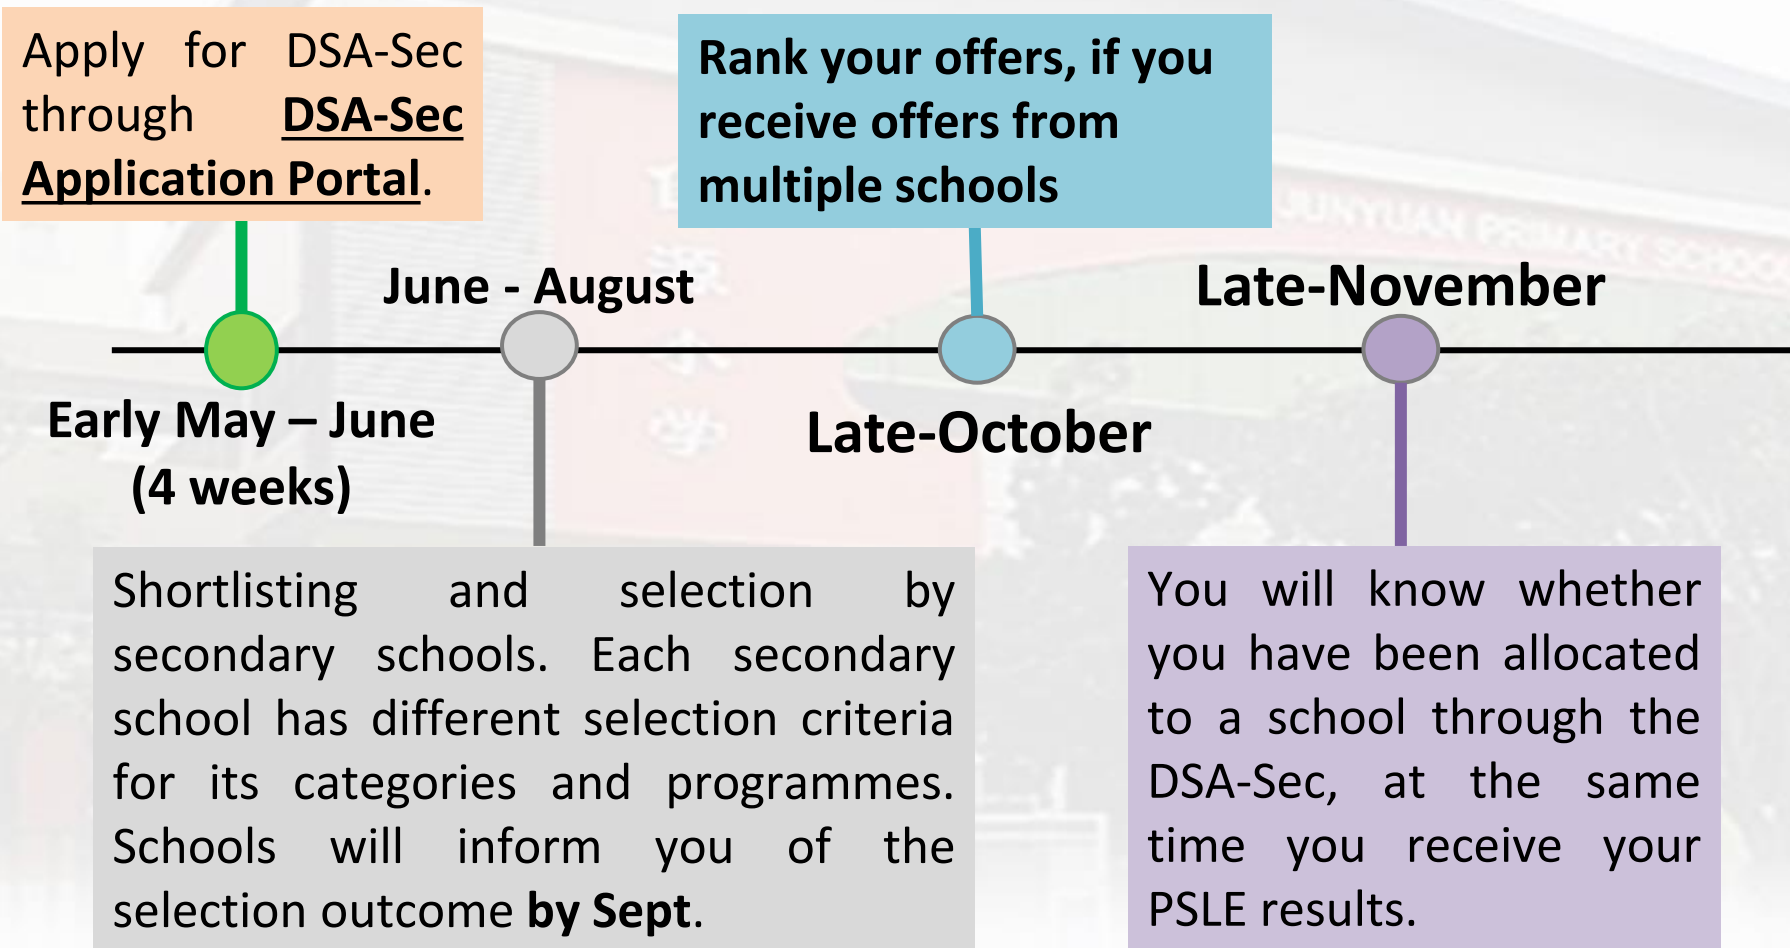 Apply for DSA-Sec
through DSA-Sec
Application Portal.
Rank your offers, if you
receive offers from
multiple schools
JUNYUAN PRIMARY SCHOOL
June - August
Late-November
Early May – June
(4 weeks)
Late-October
Shortlisting and selection by
secondary schools. Each secondary
school has different selection criteria
for its categories and programmes.
Schools will inform you of the
selection outcome by Sept.
You will know whether
you have been allocated
to a school through the
DSA-Sec, at the same
time you receive your
PSLE results.